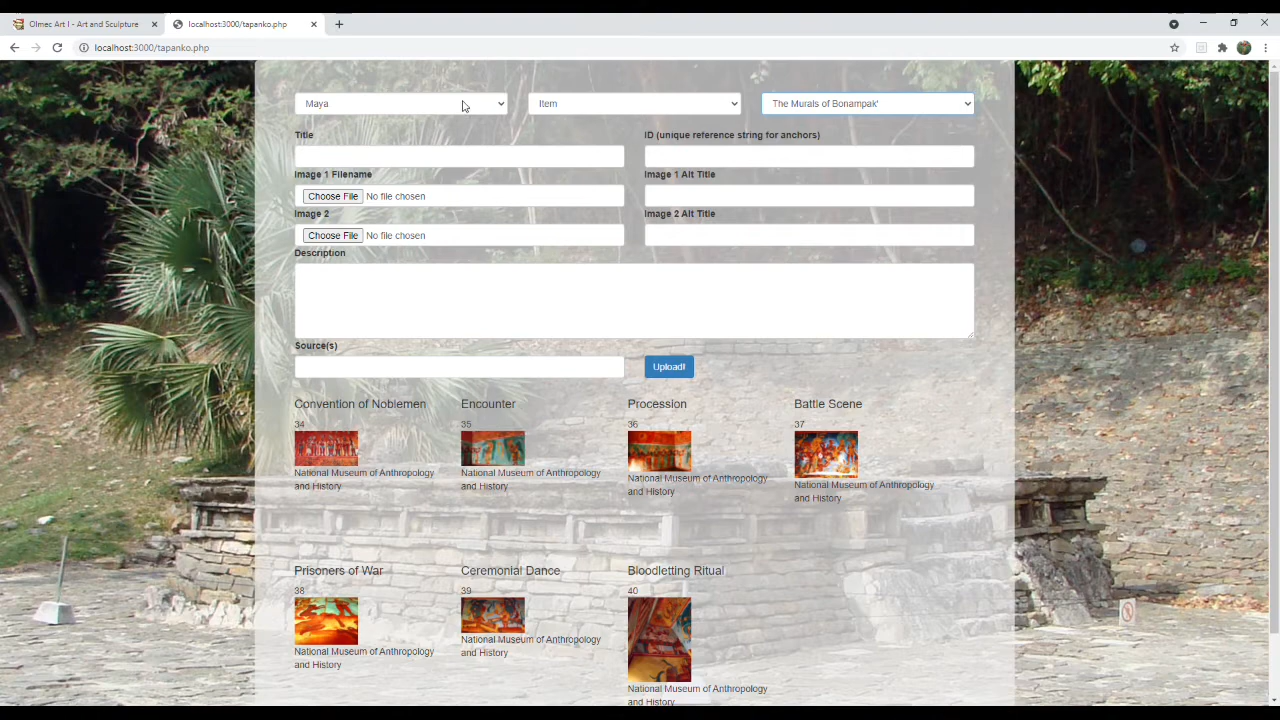 Olmec Art I - Art and Sculpture
localhost:3000/tapanko.php
localhost:3000/tapanko.php
Maya
Item
The Murals of Bonampak'
Title
ID (unique reference string for anchors)
Image 1 Filename
Image 1 Alt Title
Choose File No file chosen
Image 2
Image 2 Alt Title
Choose File No file chosen
Description
Source(s)
Upload!
Convention of Noblemen
Encounter
Procession
Battle Scene
34
35
36
37
National Museum of Anthropology
and History
National Museum of Anthropology
and History
National Museum of Anthropology
and History
National Museum of Anthropology
and History
Prisoners of War
Ceremonial Dance
Bloodletting Ritual
38
39
40
National Museum of Anthropology
and History
National Museum of Anthropology
and History
National Museum of Anthropology
and History